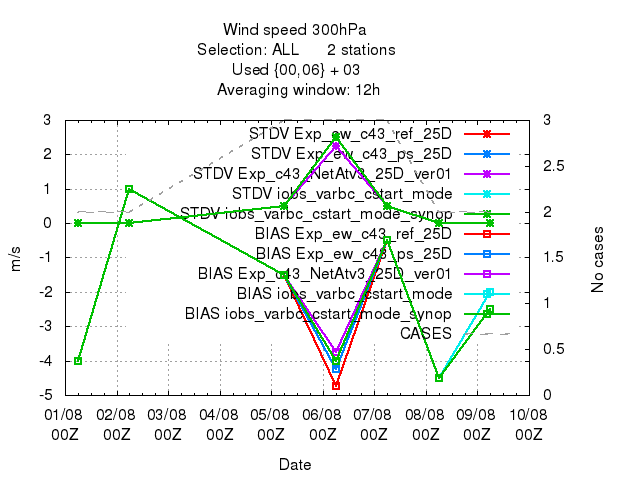 Wind speed 300hPa
Selection: ALL 2 stations
Used {00,06} + 03
Averaging window: 12h
3 3
STDV Exp_ew_c43_ref_25D
2 STDV Exp_ew_c43_ps_25D
2.5
STDV Exp_c43_NetAtv3_25D_ver01
1 STDV iobs_varbc_cstart_mode
STDV iobs_varbc_cstart_mode_synop 2
0
BIAS Exp_ew_c43_ref_25D
-1 BIAS Exp_ew_c43_ps_25D 1.5
BIAS Exp_c43_NetAtv3_25D_ver01
-2 BIAS iobs_varbc_cstart_mode
1
BIAS iobs_varbc_cstart_mode_synop
-3
CASES
0.5
-4
-5 0
m/s
No cases
01/08 02/08 03/08 04/08 05/08 06/08 07/08 08/08 09/08 10/08
00Z 00Z 00Z 00Z 00Z 00Z 00Z 00Z 00Z 00Z
Date